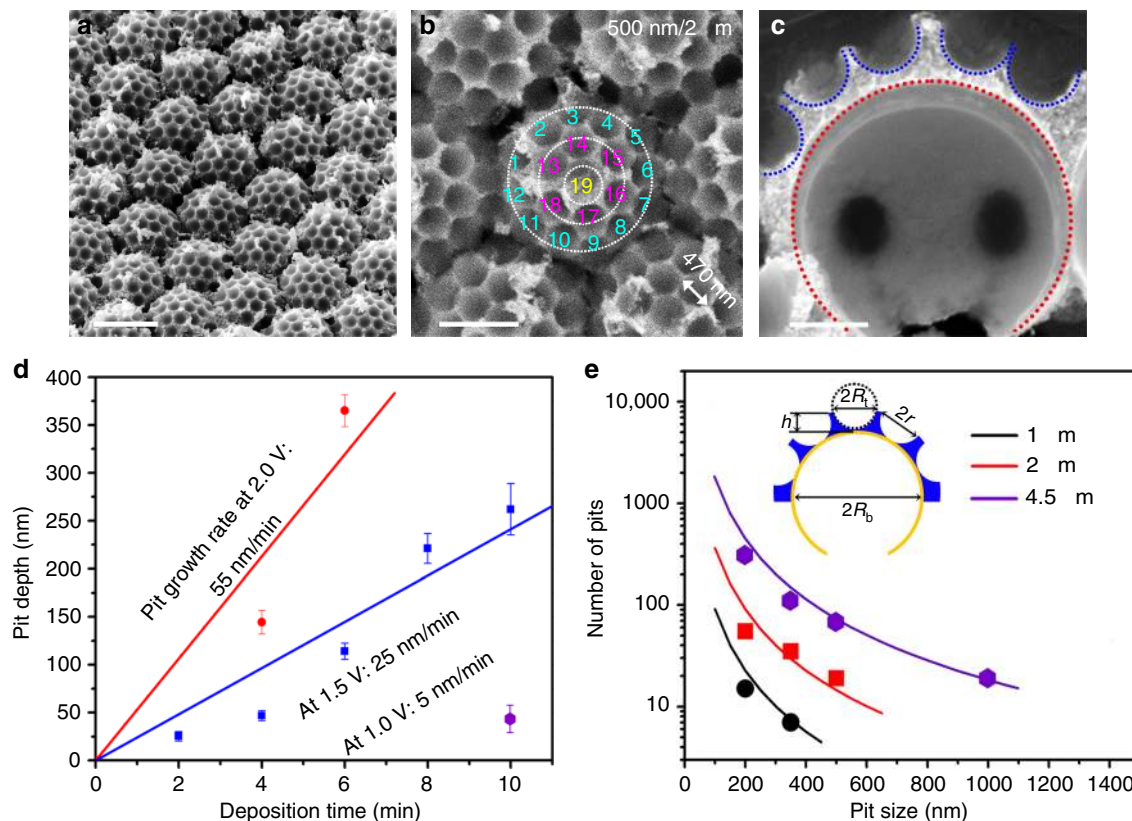 a
b
500 nm/2 m
1
2
3
4
5
6
7
8
9
10
11
12
13
14
15
16
17
18
19
470 nm
c
d
400
350
300
250
200
150
100
50
0
0
2
4
6
8
10
Pit depth (nm)
Deposition time (min)
Pit growth rate at 2.0 V:
55 nm/min
At 1.5 V: 25 nm/min
At 1.0 V: 5 nm/min
e
10,000
1000
100
10
0
200
400
600
800
1000
1200
1400
Number of pits
Pit size (nm)
2Rt
h
2r
2Rb
1 m
2 m
4.5 m